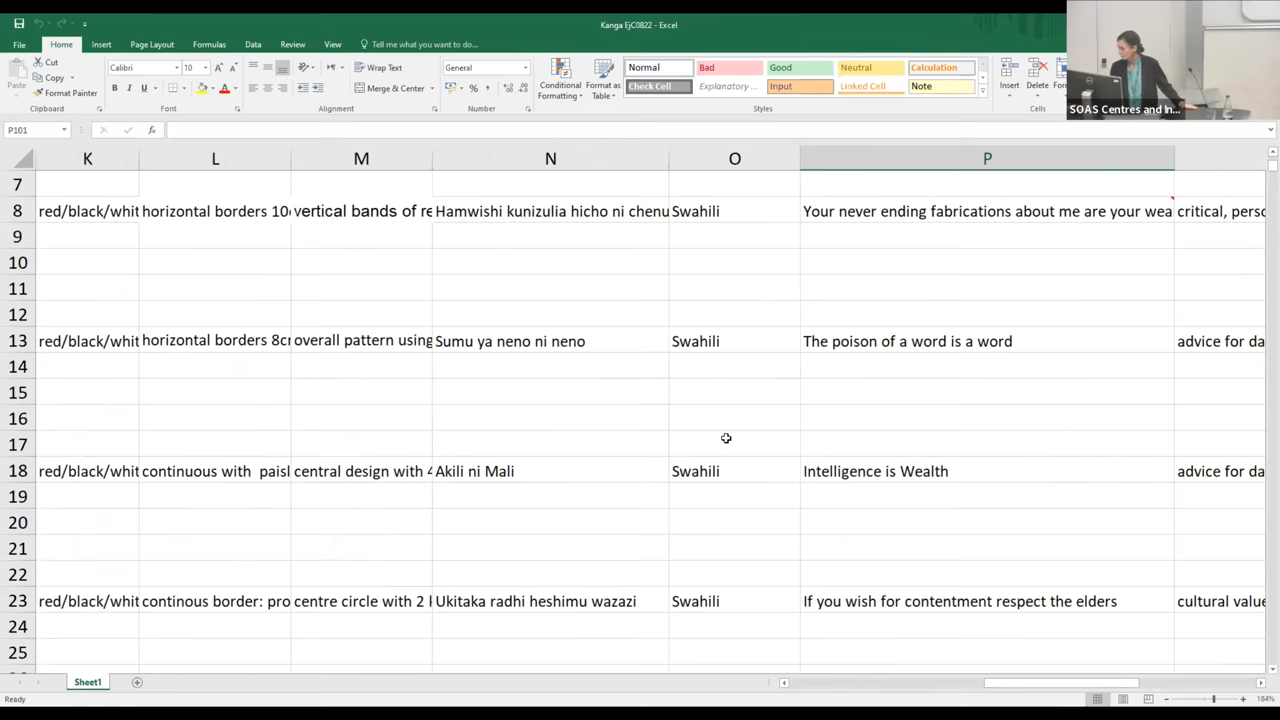 Kanga EjC0822 - Excel
File Home Insert Page Layout Formulas Data Review View Tell me what you want to do...
Cut
Copy
Format Painter
Paste
Clipboard
Calibri 10
B I U
Font
Wrap Text
Merge & Center
Alignment
General
Number
Conditional Formatting
Format as Table
Normal Bad Good Neutral Calculation
Check Cell Explanatory ... Input Linked Cell Note
Styles
Insert Delete Format
Cells
SOAS Centres and In...
P101
K L M N O P
7
8 red/black/whit horizontal borders 10 vertical bands of re Hamwishi kunizulia hicho ni chenu Swahili Your never ending fabrications about me are your wea critical, perso
9
10
11
12
13 red/black/whit horizontal borders 8cr overall pattern using Sumu ya neno ni neno Swahili The poison of a word is a word advice for da
14
15
16
17
18 red/black/whit continuous with paisl central design with 4 Akili ni Mali Swahili Intelligence is Wealth advice for da
19
20
21
22
23 red/black/whit continous border: pro centre circle with 2 Ukitaka radhi heshimu wazazi Swahili If you wish for contentment respect the elders cultural value
24
25
Sheet1
Ready
184%